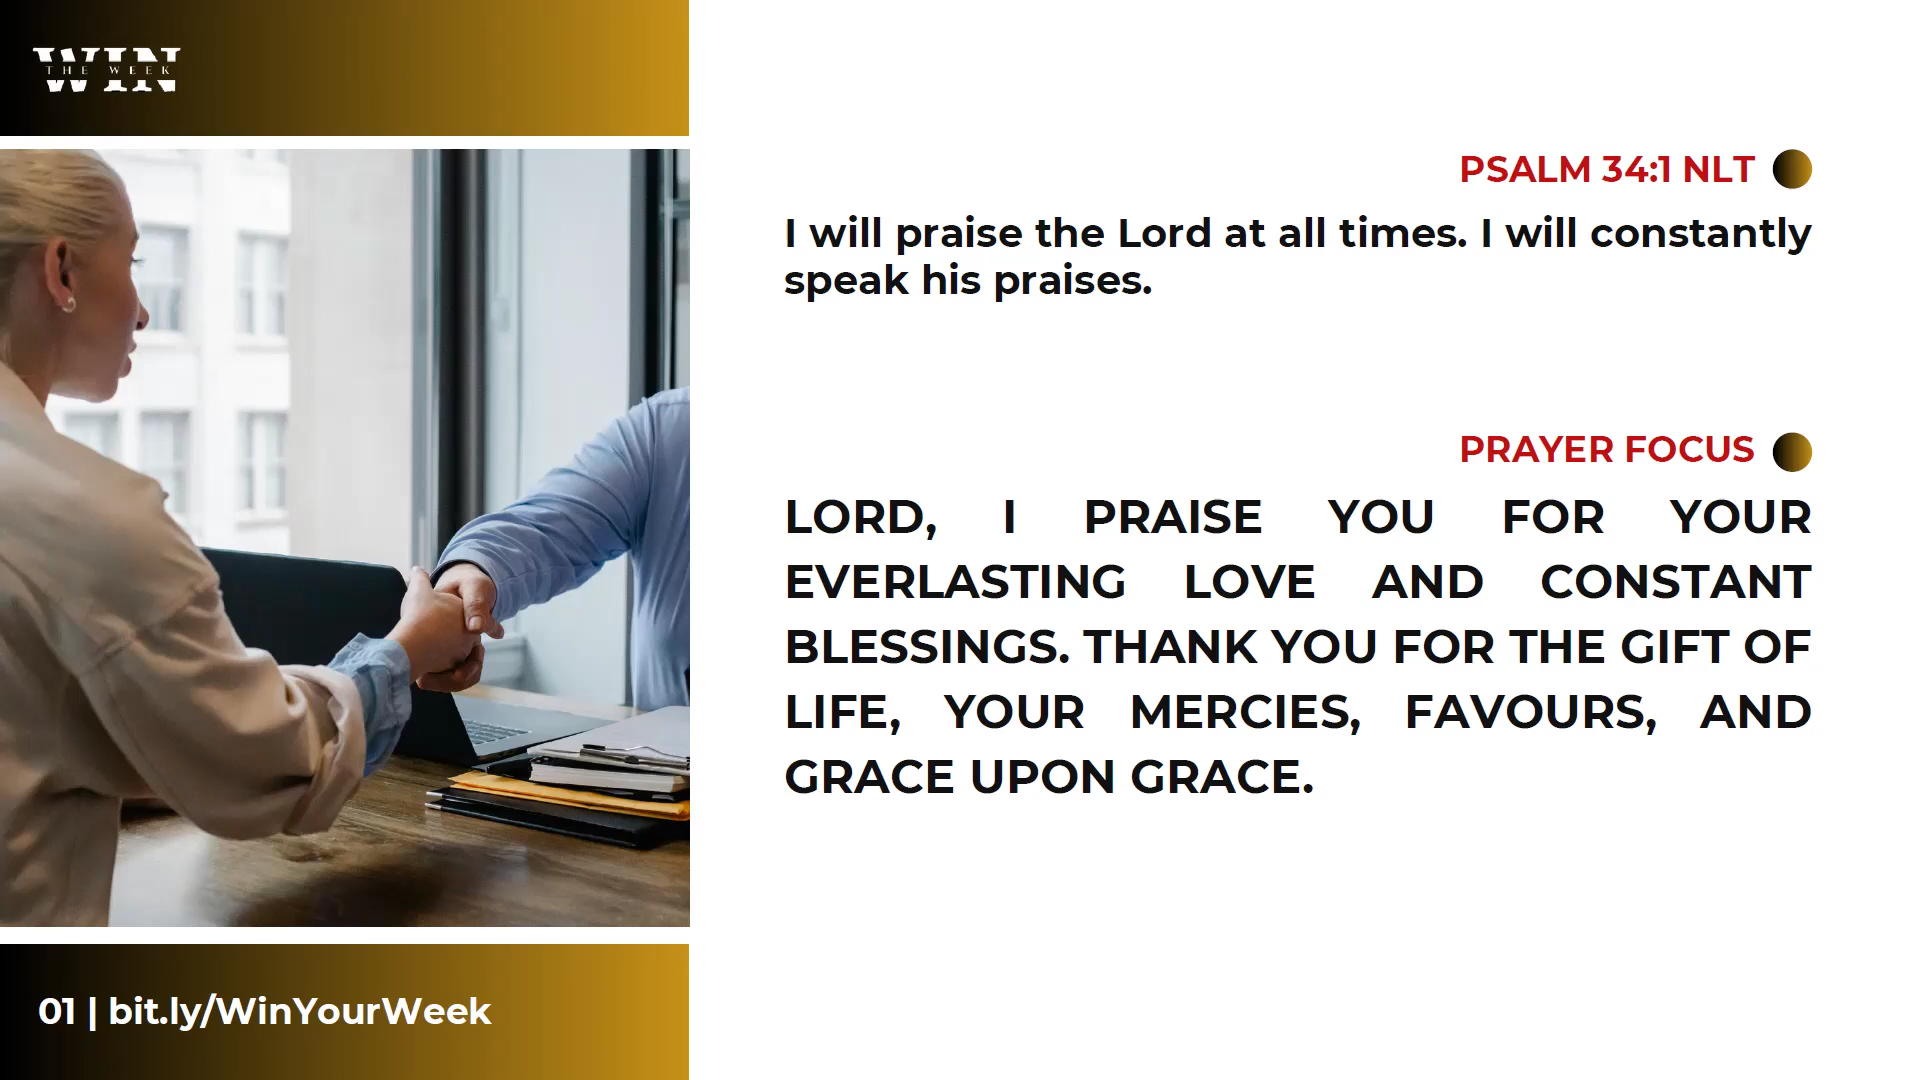 WIN
THE WEEK
PSALM 34:1 NLT
I will praise the Lord at all times. I will constantly
speak his praises.
PRAYER FOCUS
LORD, I PRAISE YOU FOR YOUR
EVERLASTING LOVE AND CONSTANT
BLESSINGS. THANK YOU FOR THE GIFT OF
LIFE, YOUR MERCIES, FAVOURS, AND
GRACE UPON GRACE.
01 | bit.ly/WinYourWeek